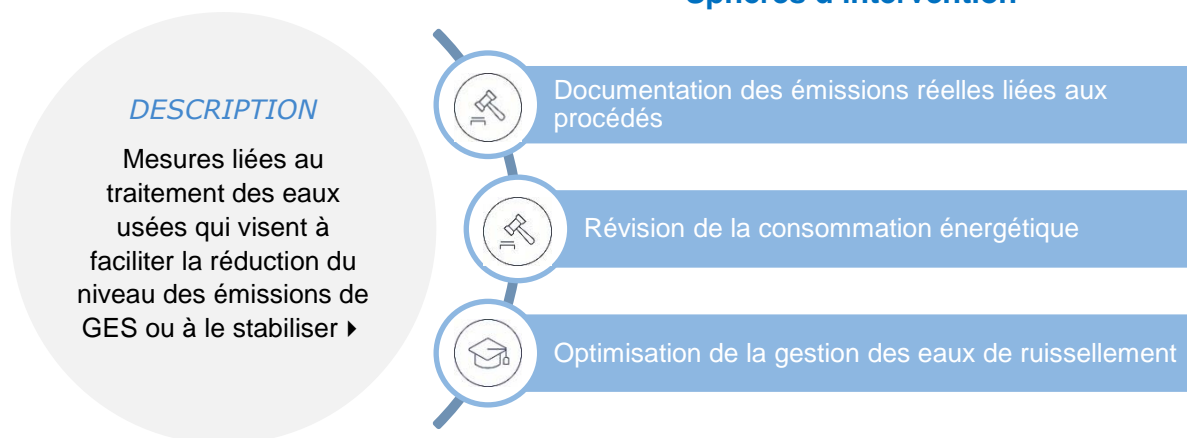 Sphères d'intervention
DESCRIPTION
Mesures liées au
traitement des eaux
usées qui visent à
faciliter la réduction du
niveau des émissions de
GES ou à le stabiliser
Documentation des émissions réelles liées aux
procédés
Révision de la consommation énergétique
Optimisation de la gestion des eaux de ruissellement